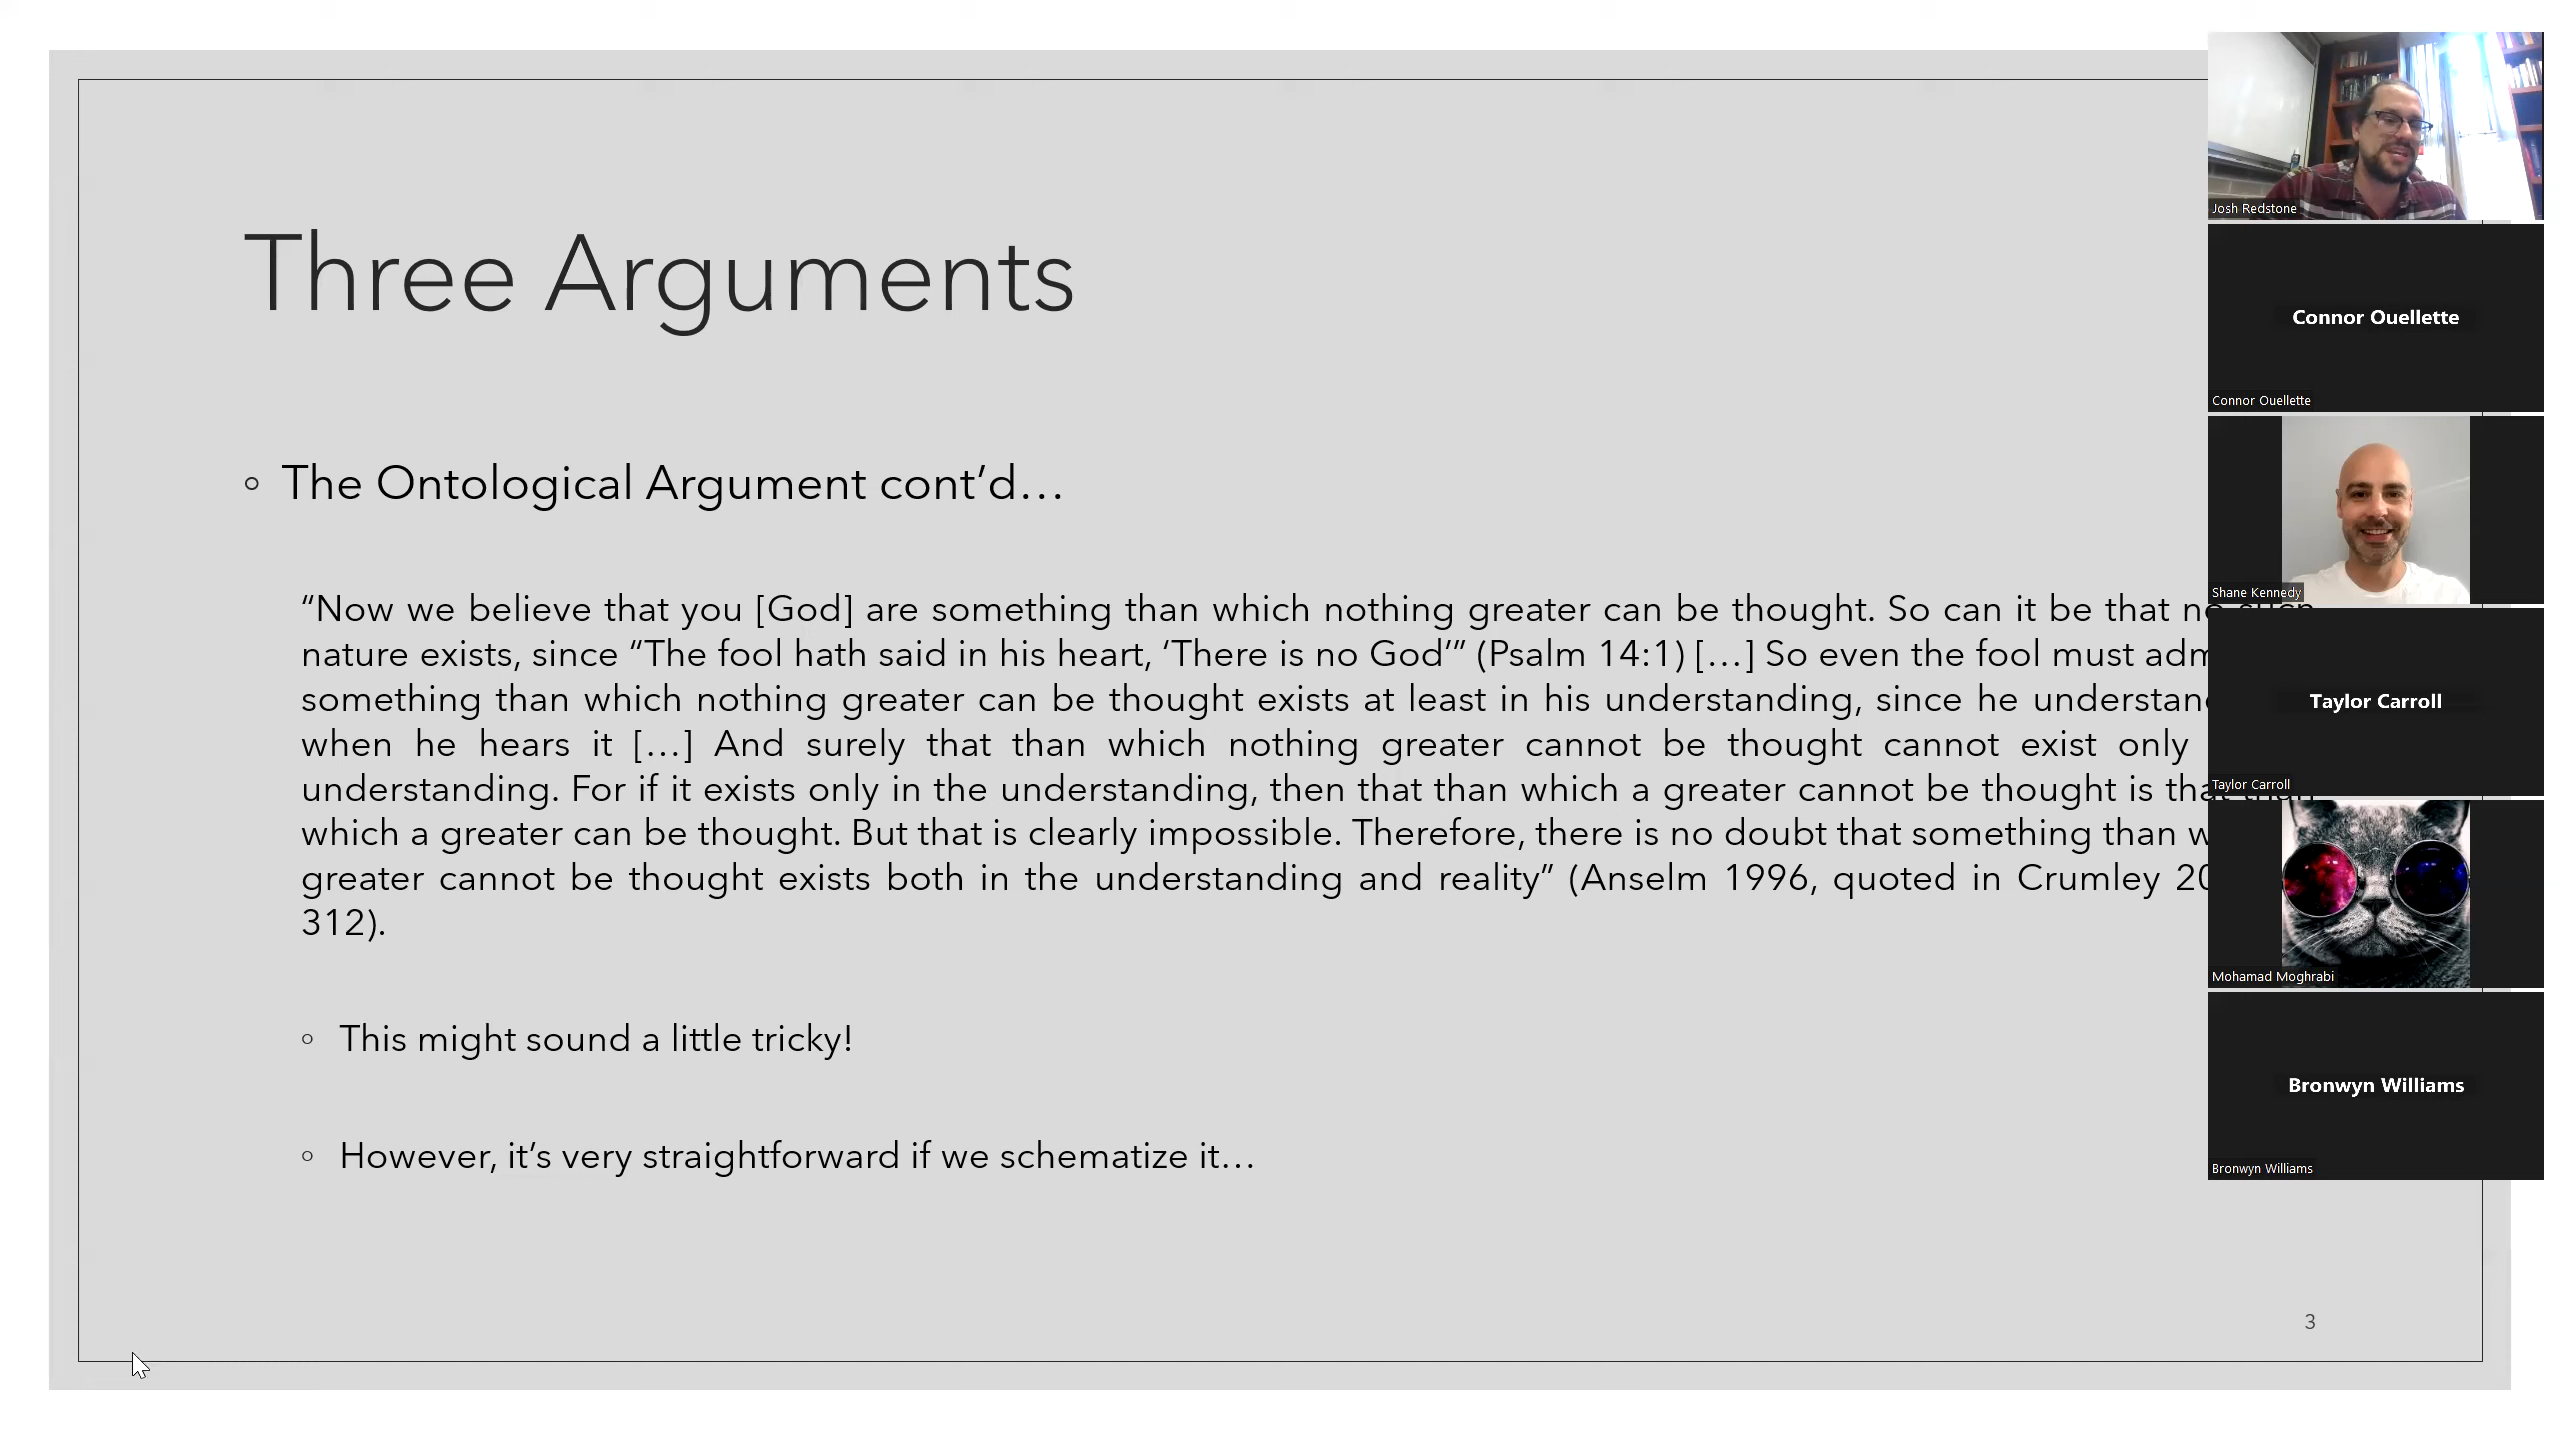 Three Arguments
The Ontological Argument cont’d…
“Now we believe that you [God] are something than which nothing greater can be thought. So can it be that no such
nature exists, since “The fool hath said in his heart, ‘There is no God’” (Psalm 14:1) […] So even the fool must
something than which nothing greater can be thought exists at least in his understanding, since he
when he hears it […] And surely that than which nothing greater cannot be thought cannot exist only
understanding. For if it exists only in the understanding, then that than which a greater cannot be thought is that than
which a greater can be thought. But that is clearly impossible. Therefore, there is no doubt that something than
greater cannot be thought exists both in the understanding and reality” (Anselm 1996, quoted in Crumley
312).
This might sound a little tricky!
However, it’s very straightforward if we schematize it…
3
Josh Redstone
Connor Ouellette
Connor Ouellette
Shane Kennedy
Taylor Carroll
Taylor Carroll
Mohamad Moghrabi
Bronwyn Williams
Bronwyn Williams